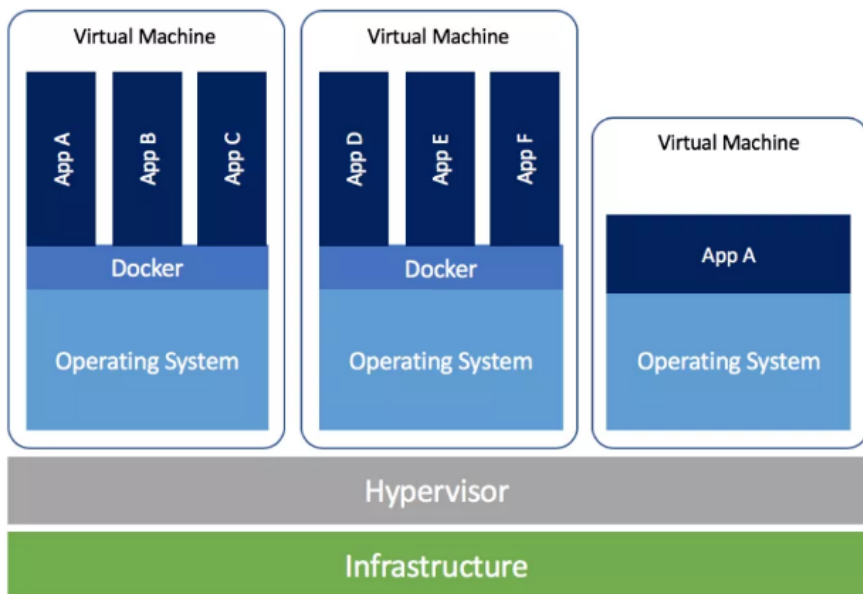 Virtual Machine
App A
App B
App C
Docker
Operating System
Virtual Machine
App D
App E
App F
Docker
Operating System
Virtual Machine
App A
Operating System
Hypervisor
Infrastructure